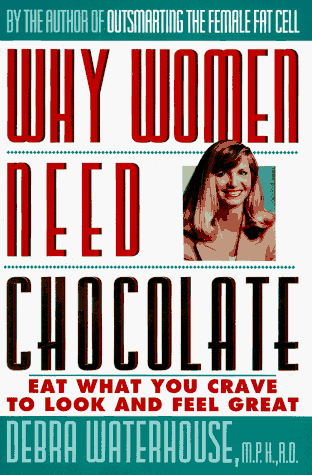 BY THE AUTHOR OF OUTSMARTING THE FEMALE FAT CELL
WHY WOMEN
NEED
CHOCOLATE
EAT WHAT YOU CRAVE
TO LOOK AND FEEL GREAT
DEBRA WATERHOUSE, M.P.H., R.D.